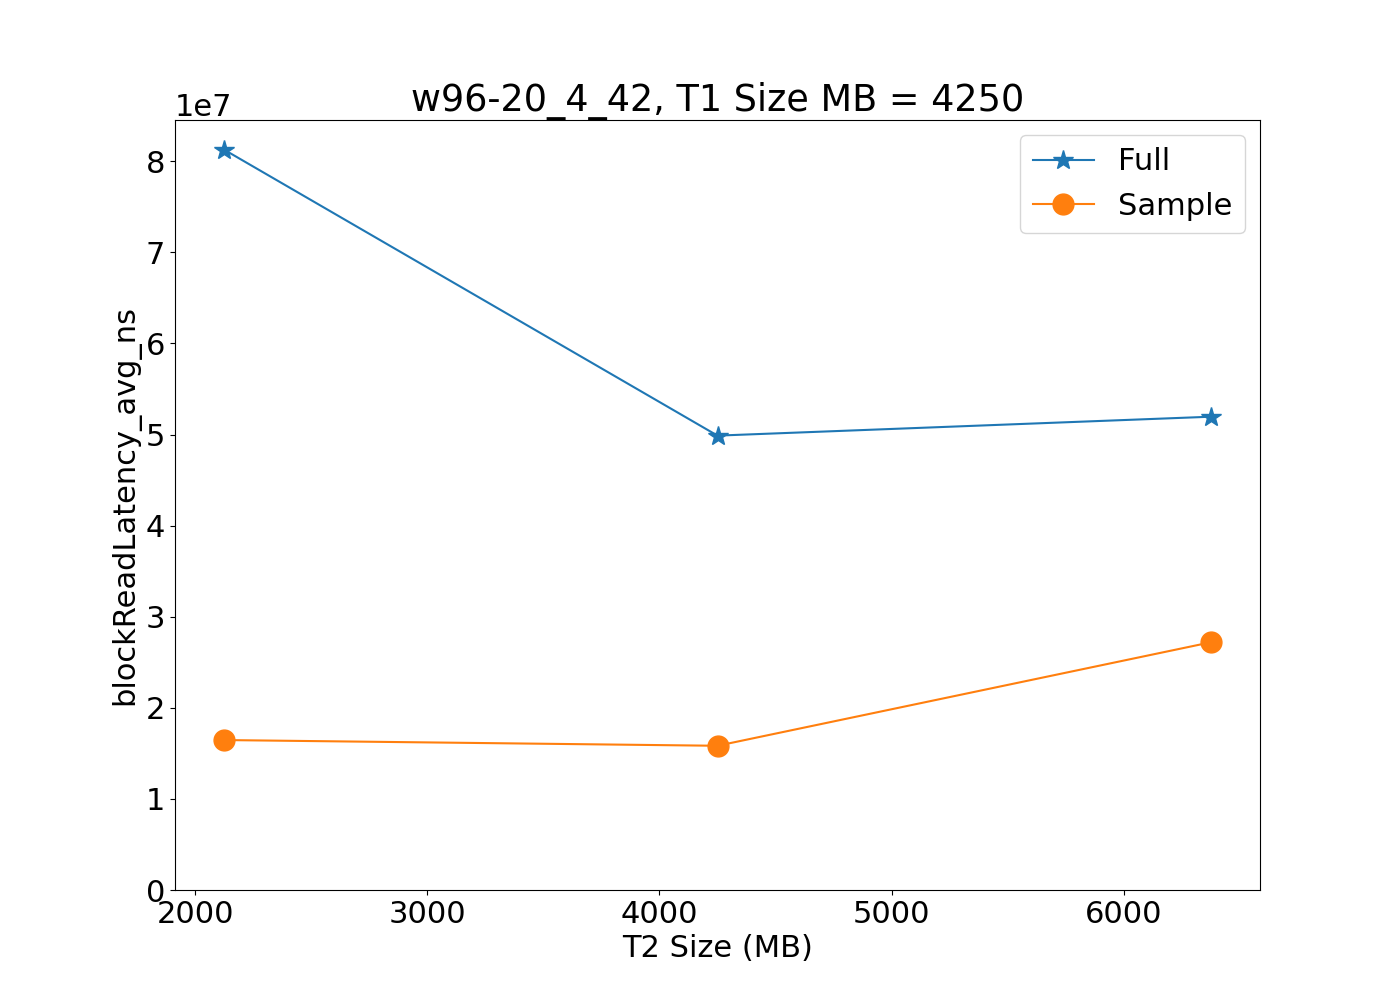 w96-20_4_42, T1 Size MB = 4250
1e7
Full
Sample
8
7
6
5
4
3
2
1
0
blockReadLatency_avg_ns
2000 3000 4000 5000 6000
T2 Size (MB)